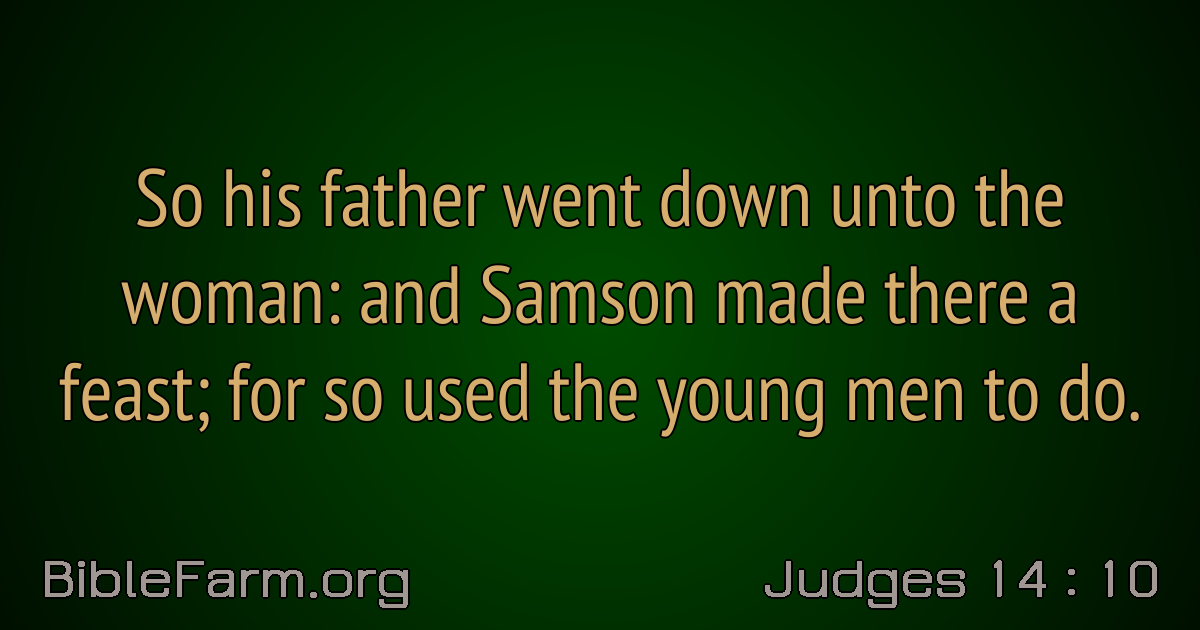 So his father went down unto the
woman: and Samson made there a
feast; for so used the young men to do.
BibleFarm.org
Judges 14 : 10